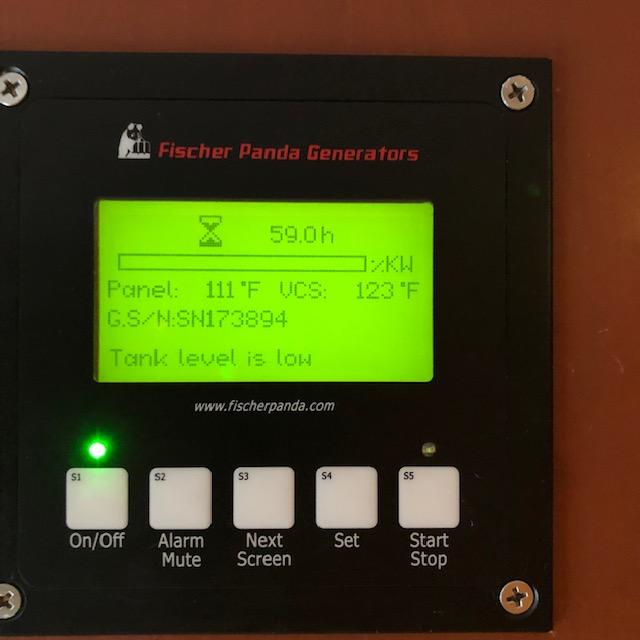 Fischer Panda Generators
59.0h
%KW
Panel: 111°F VCS: 123°F
G.S/N:SN173894
Tank level is low
www.fischerpanda.com
S1 S2 S3 S4 S5
On/Off Alarm Mute Next Screen Set Start Stop